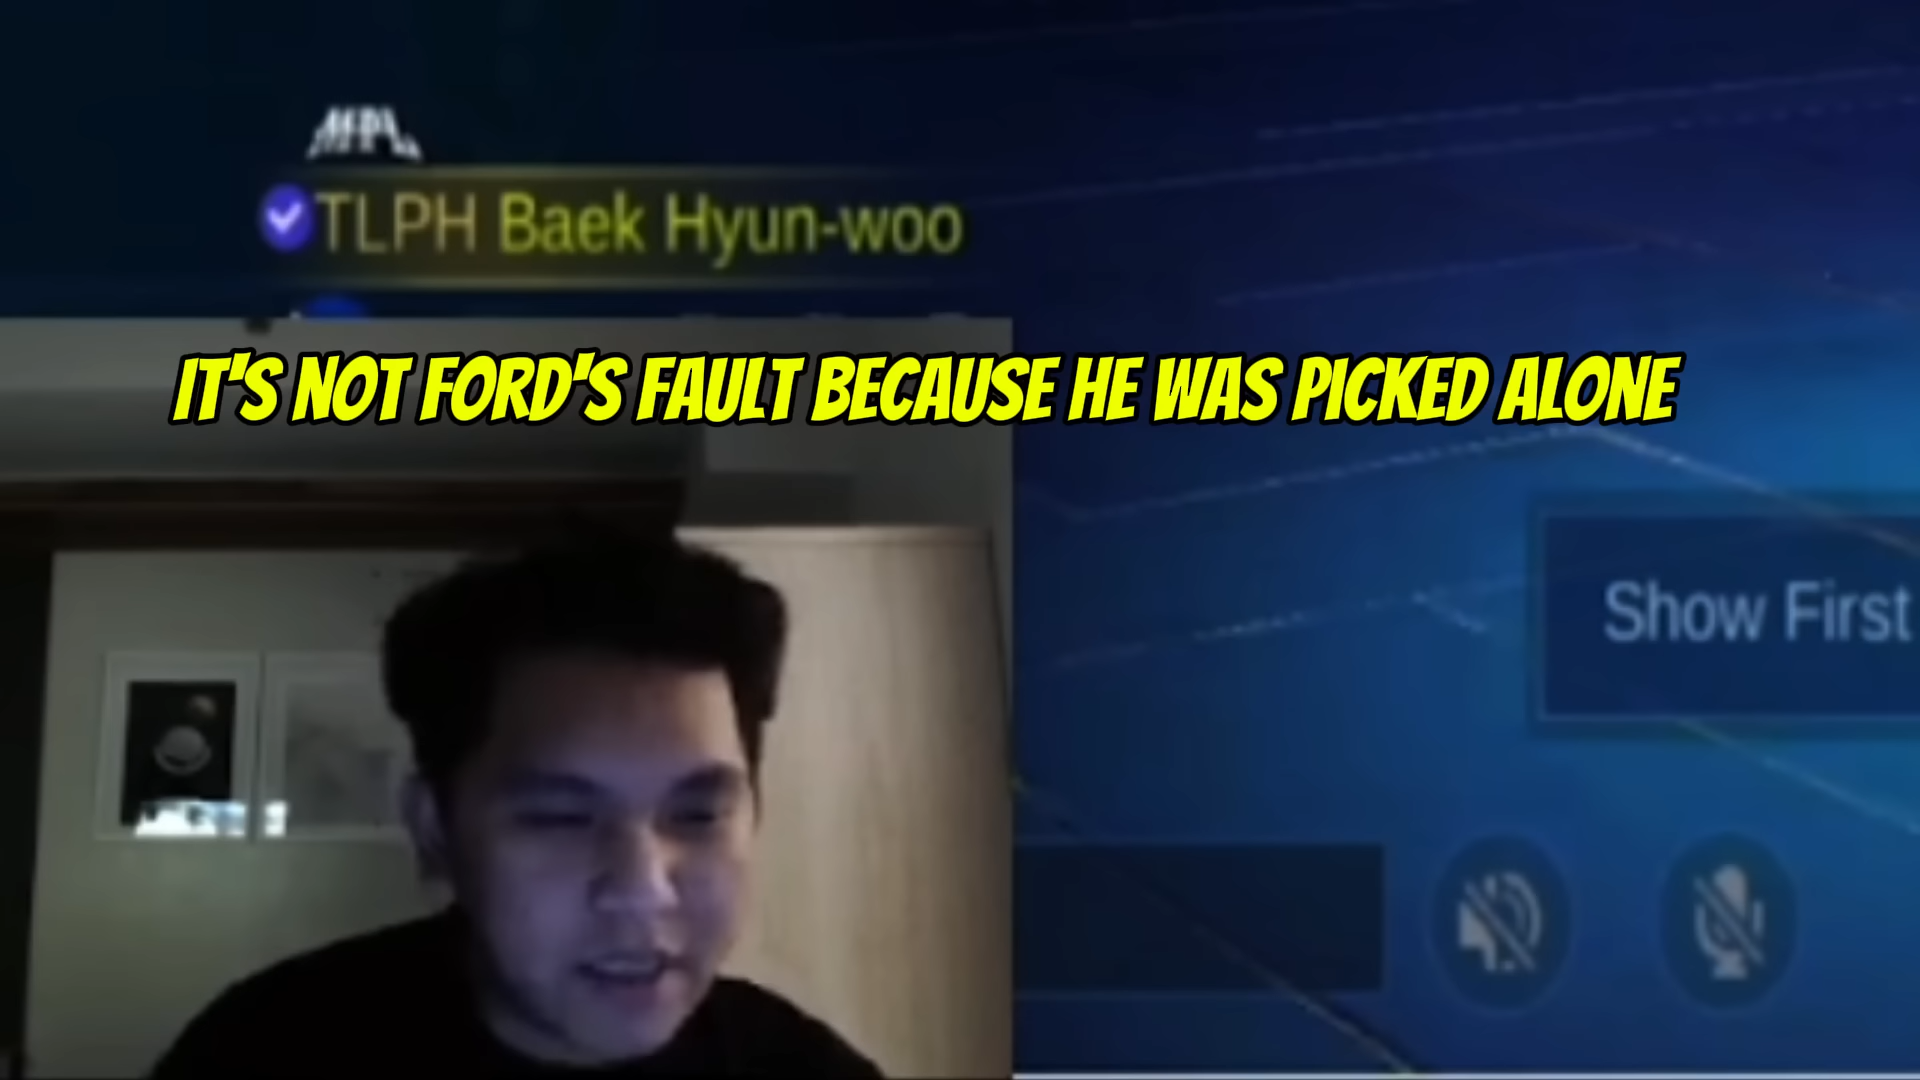 MPL
TLPH Baek Hyun-woo
IT'S NOT FORD'S FAULT BECAUSE HE WAS PICKED ALONE
Show First